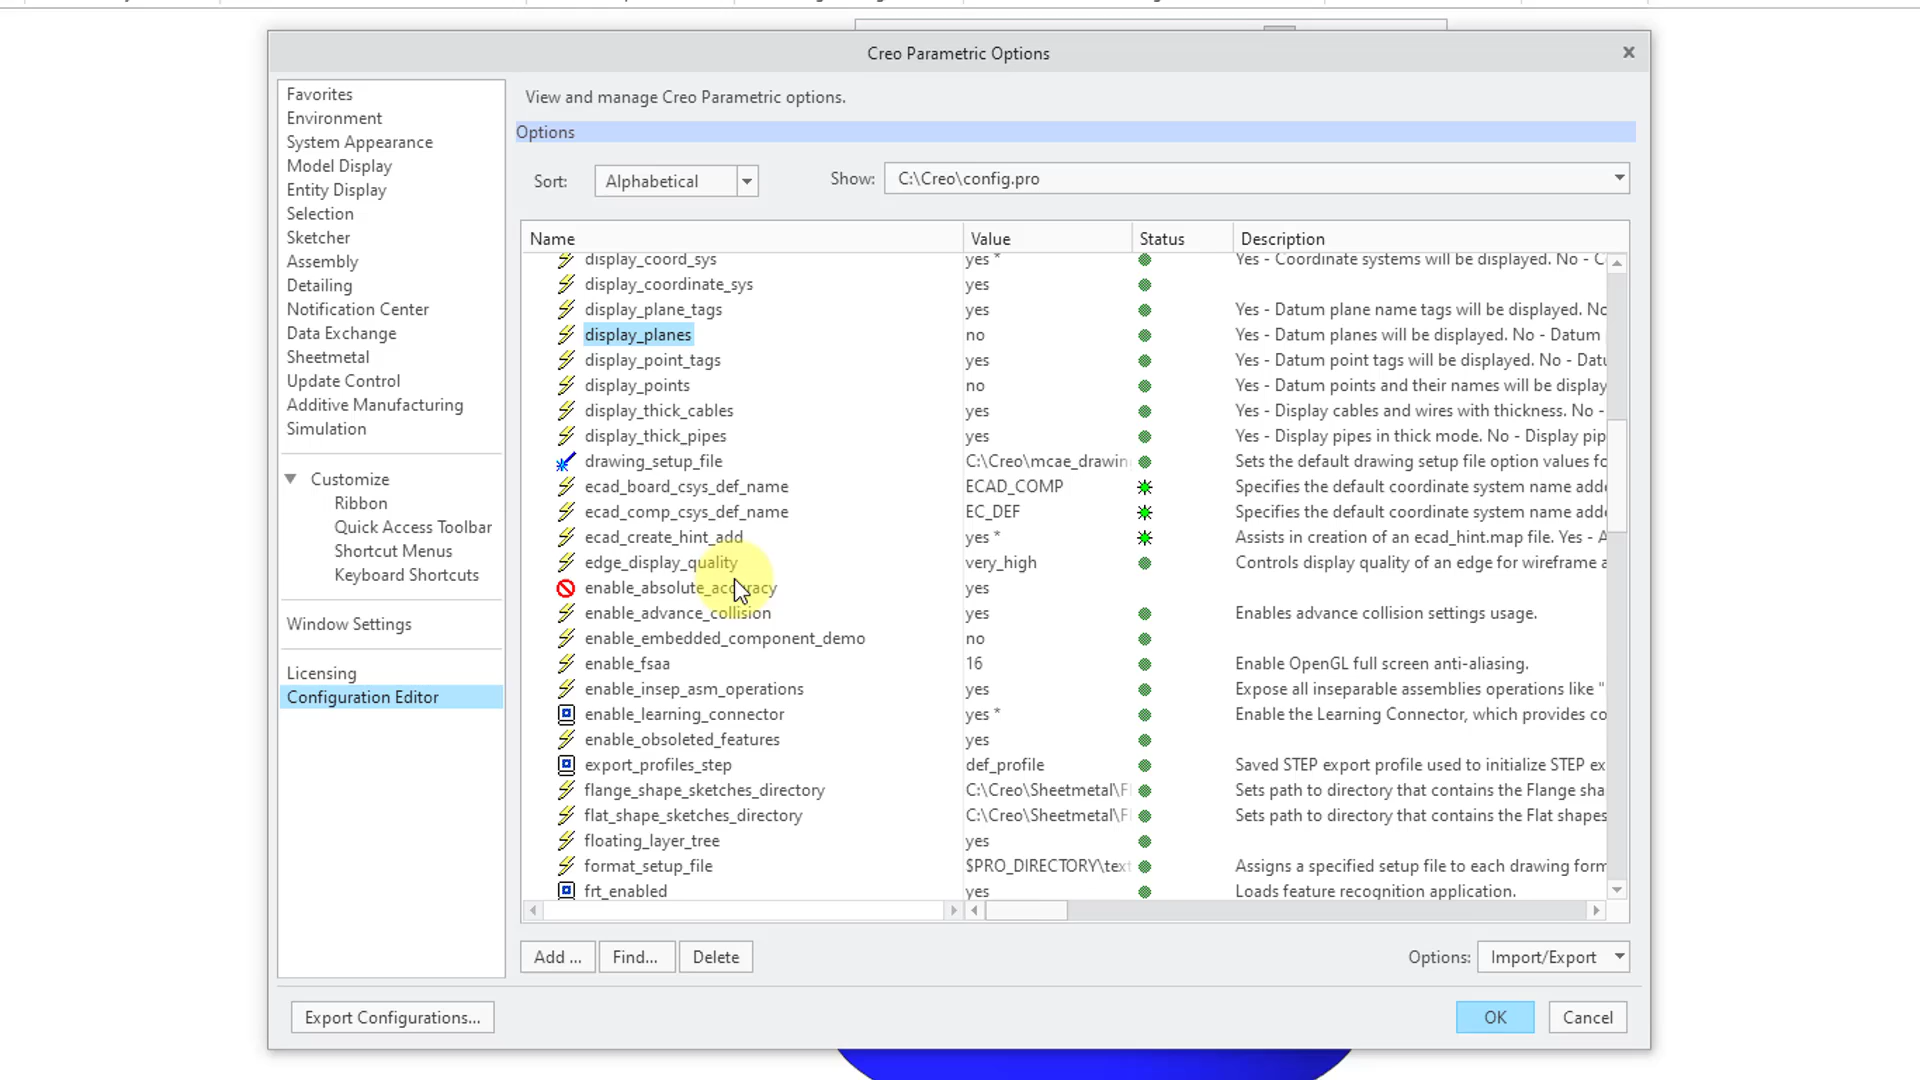 Creo Parametric Options
Favorites
Environment
System Appearance
Model Display
Entity Display
Selection
Sketcher
Assembly
Detailing
Notification Center
Data Exchange
Sheetmetal
Update Control
Additive Manufacturing
Simulation
Customize
Ribbon
Quick Access Toolbar
Shortcut Menus
Keyboard Shortcuts
Window Settings
Licensing
Configuration Editor
View and manage Creo Parametric options.
Options
Sort: Alphabetical Show: C:\Creo\config.pro
Name Value Status Description
display_coord_sys yes * Yes - Coordinate systems will be displayed. No - C
display_coordinate_sys yes
display_plane_tags yes Yes - Datum plane name tags will be displayed. No
display_planes no Yes - Datum planes will be displayed. No - Datum
display_point_tags yes Yes - Datum point tags will be displayed. No - Datu
display_points no Yes - Datum points and their names will be display
display_thick_cables yes Yes - Display cables and wires with thickness. No -
display_thick_pipes yes Yes - Display pipes in thick mode. No - Display pip
drawing_setup_file C:\Creo\mcae_drawin Sets the default drawing setup file option values fo
ecad_board_csys_def_name ECAD_COMP Specifies the default coordinate system name adde
ecad_comp_csys_def_name EC_DEF Specifies the default coordinate system name adde
ecad_create_hint_add yes * Assists in creation of an ecad_hint.map file. Yes - A
edge_display_quality very_high Controls display quality of an edge for wireframe a
enable_absolute_accuracy yes
enable_advance_collision yes Enables advance collision settings usage.
enable_embedded_component_demo no
enable_fsaa 16 Enable OpenGL full screen anti-aliasing.
enable_insep_asm_operations yes Expose all inseparable assemblies operations like "
enable_learning_connector yes * Enable the Learning Connector, which provides co
enable_obsoleted_features yes
export_profiles_step def_profile Saved STEP export profile used to initialize STEP ex
flange_shape_sketches_directory C:\Creo\Sheetmetal\Fl Sets path to directory that contains the Flange sha
flat_shape_sketches_directory C:\Creo\Sheetmetal\Fl Sets path to directory that contains the Flat shapes
floating_layer_tree yes
format_setup_file $PRO_DIRECTORY\text Assigns a specified setup file to each drawing form
frt_enabled yes Loads feature recognition application.
Add ... Find... Delete Options: Import/Export
Export Configurations... OK Cancel